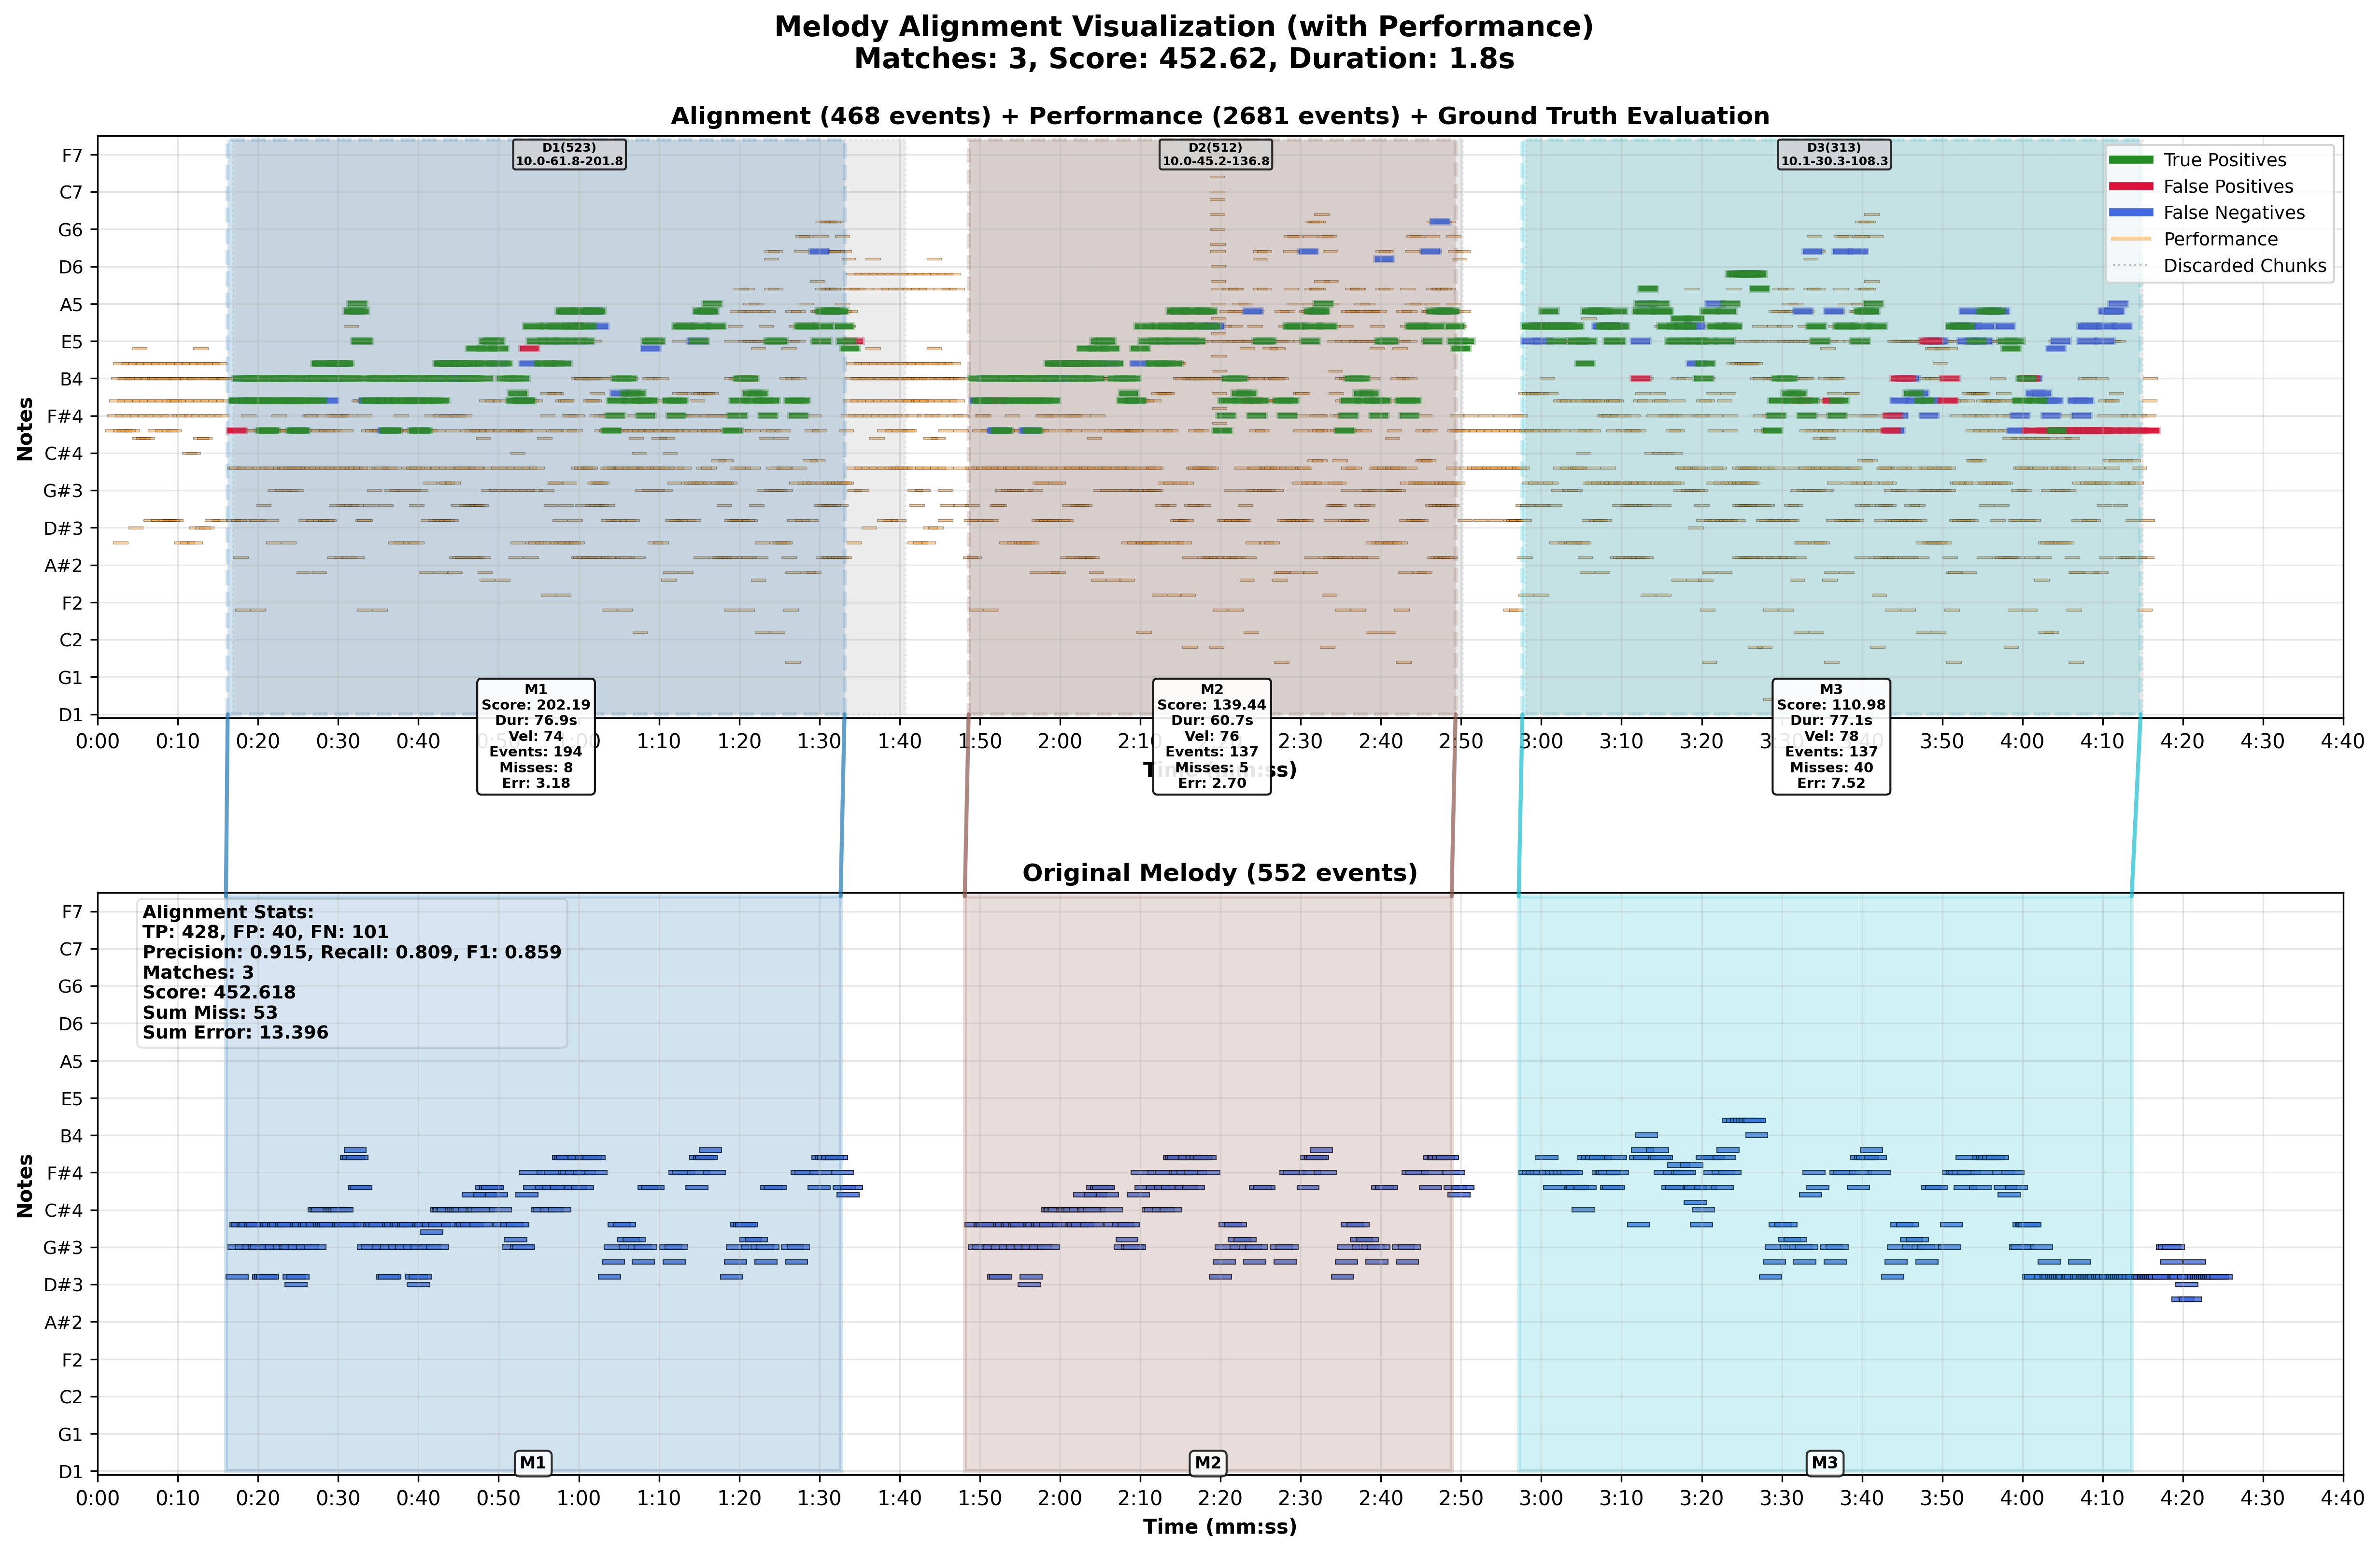 Melody Alignment Visualization (with Performance)
Matches: 3, Score: 452.62, Duration: 1.8s
Alignment (468 events) + Performance (2681 events) + Ground Truth Evaluation
D1(523)
10.0-61.8-201.8
D2(512)
10.0-45.2-136.8
D3(313)
10.1-30.3-108.3
True Positives
False Positives
False Negatives
Performance
Discarded Chunks
Notes
F7
C7
G6
D6
A5
E5
B4
F#4
C#4
G#3
D#3
A#2
F2
C2
G1
D1
0:00 0:10 0:20 0:30 0:40 0:50 1:00 1:10 1:20 1:30 1:40 1:50 2:00 2:10 2:30 2:40 2:50 3:00 3:10 3:20 3:30 3:40 3:50 4:00 4:10 4:20 4:30 4:40
M1
Score: 202.19
Dur: 76.9s
Vel: 74
Events: 194
Misses: 8
Err: 3.18
M2
Score: 139.44
Dur: 60.7s
Vel: 76
Events: 137
Misses: 5
Err: 2.70
M3
Score: 110.98
Dur: 77.1s
Vel: 78
Events: 137
Misses: 40
Err: 7.52
Original Melody (552 events)
Alignment Stats:
TP: 428, FP: 40, FN: 101
Precision: 0.915, Recall: 0.809, F1: 0.859
Matches: 3
Score: 452.618
Sum Miss: 53
Sum Error: 13.396
Notes
F7
C7
G6
D6
A5
E5
B4
F#4
C#4
G#3
D#3
A#2
F2
C2
G1
D1
M1
M2
M3
0:00 0:10 0:20 0:30 0:40 0:50 1:00 1:10 1:20 1:30 1:40 1:50 2:00 2:10 2:20 2:30 2:40 2:50 3:00 3:10 3:20 3:30 3:40 3:50 4:00 4:10 4:20 4:30 4:40
Time (mm:ss)